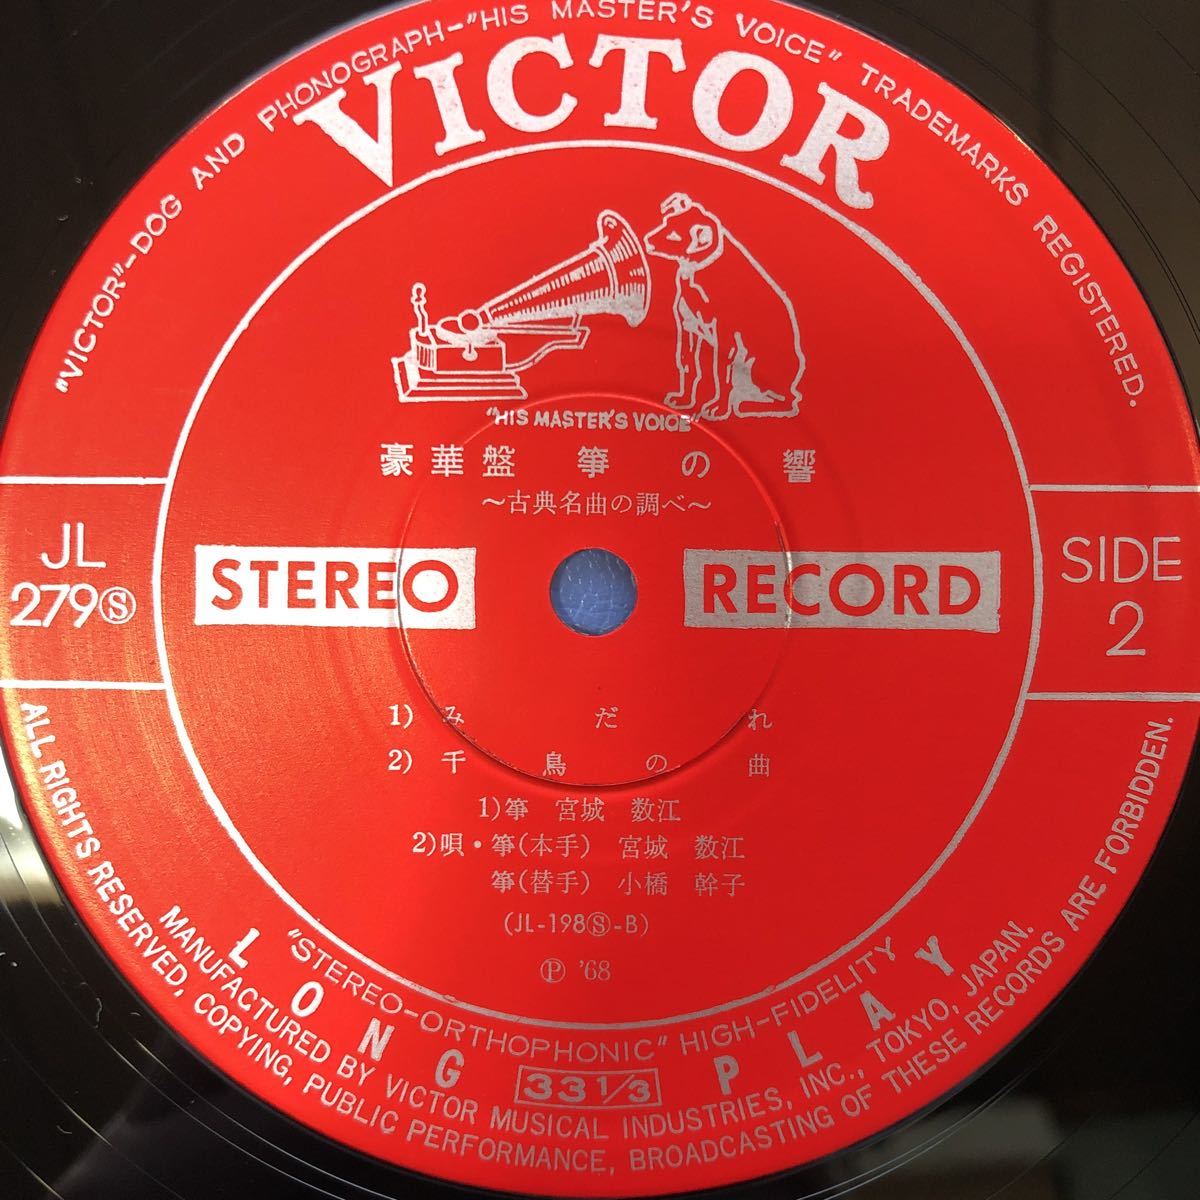 "VICTOR"-DOG AND PHONOGRAPH-"HIS MASTER'S VOICE" TRADEMARKS REGISTERED.
VICTOR
"HIS MASTER'S VOICE"
豪華盤 箏の響
～古典名曲の調べ～
JL
279Ⓢ
STEREO RECORD
SIDE
2
1) みだれ
2) 千鳥の曲
1)箏 宮城 数江
2)唄・箏(本手) 宮城 数江
箏(替手) 小橋 幹子
(JL-198Ⓢ-B)
Ⓟ '68
"STEREO-ORTHOPHONIC" HIGH-FIDELITY
LONG 33 1/3 PLAY
MANUFACTURED BY VICTOR MUSICAL INDUSTRIES, INC., TOKYO, JAPAN.
ALL RIGHTS RESERVED, COPYING, PUBLIC PERFORMANCE, BROADCASTING OF THESE RECORDS ARE FORBIDDEN.